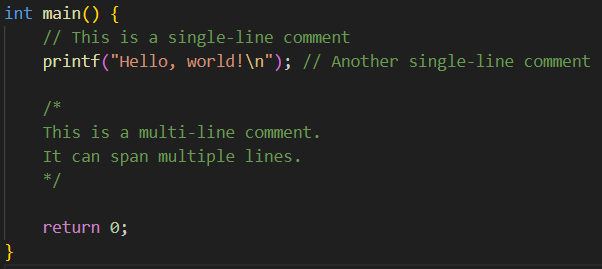 int main() {
    // This is a single-line comment
    printf("Hello, world!\n"); // Another single-line comment

    /*
    This is a multi-line comment.
    It can span multiple lines.
    */

    return 0;
}